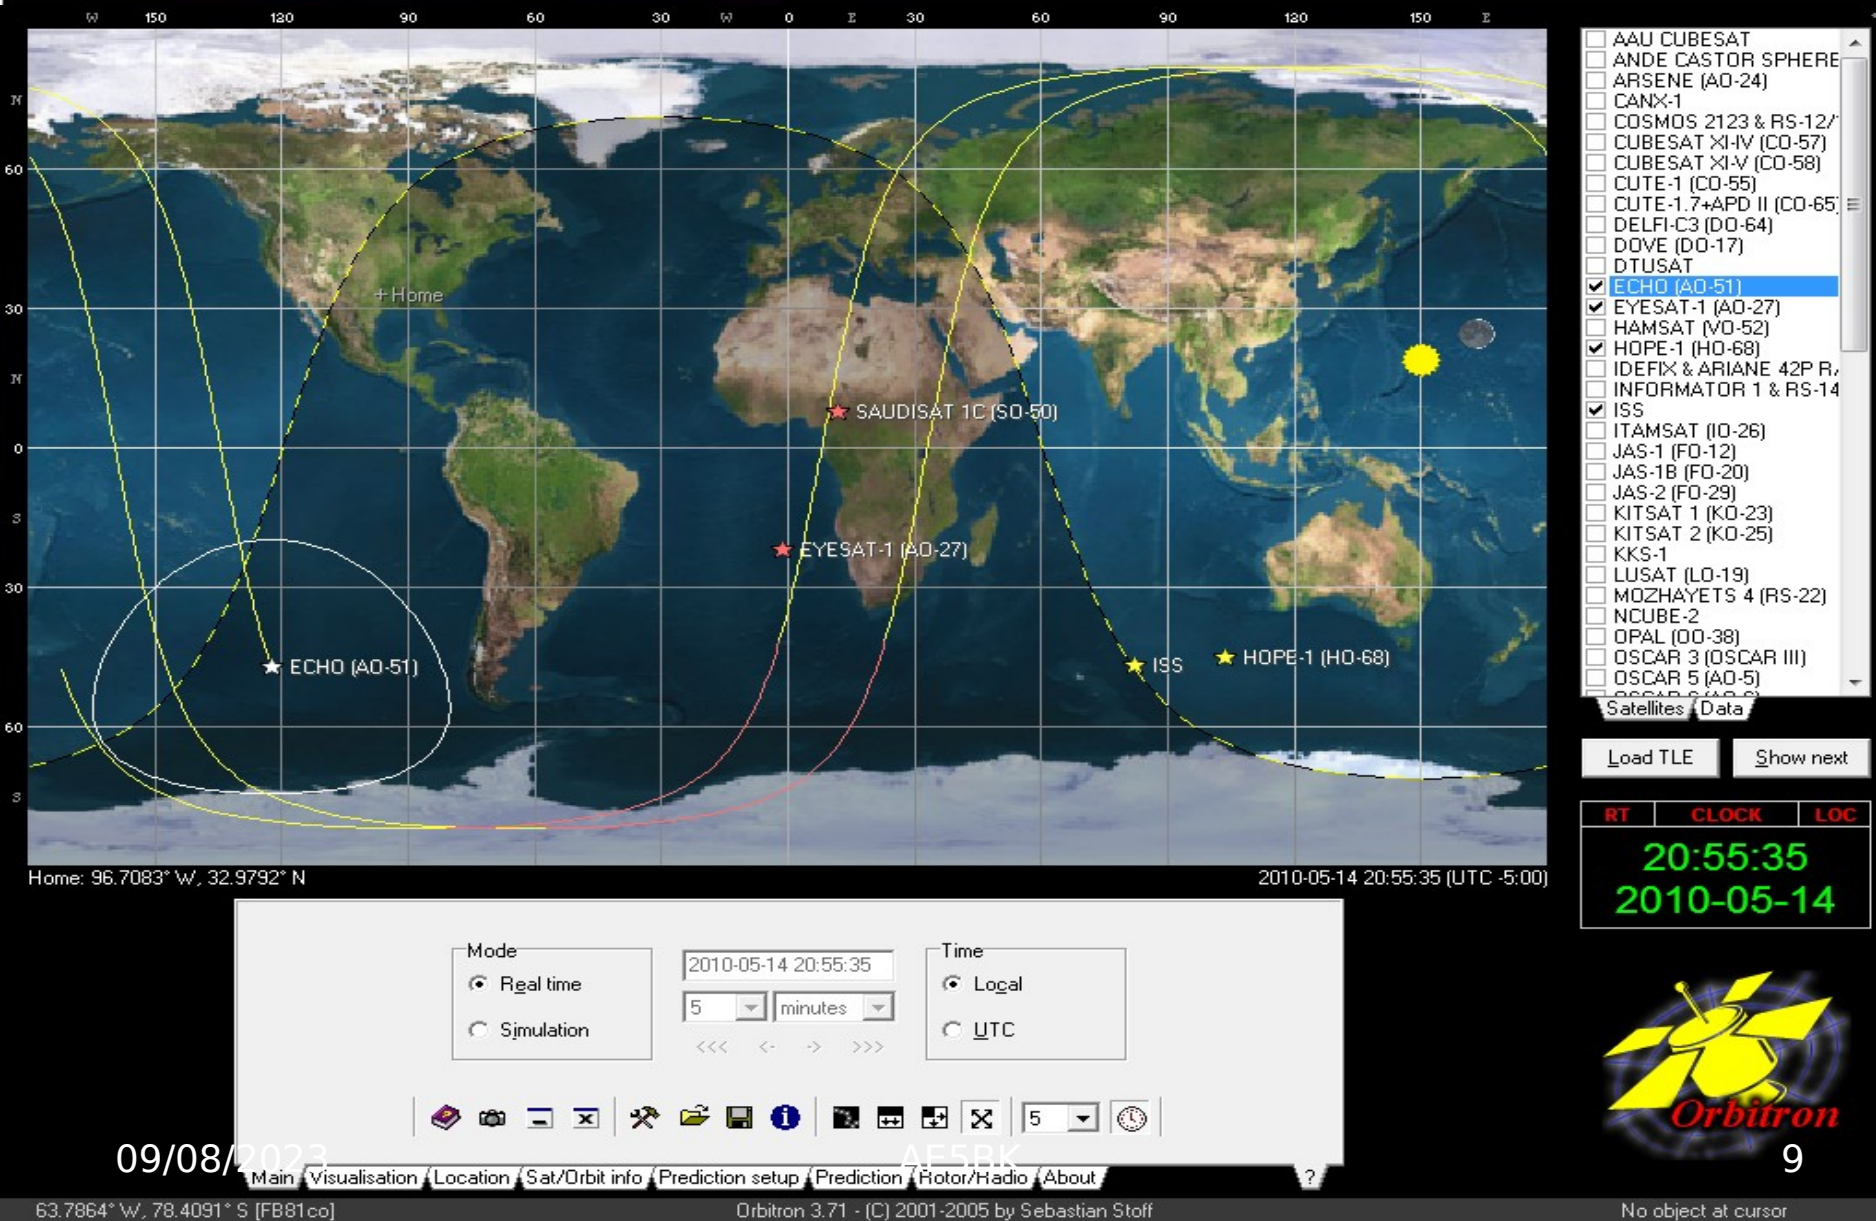 W 150 120 90 60 30 W 0 E 30 60 90 120 150 E
N
60
30
N
0
S
30
60
S
+Home
SAUDISAT 1C (SO-50)
EYESAT-1 (AO-27)
ECHO (AO-51)
ISS
HOPE-1 (HO-68)
Home: 96.7083° W, 32.9792° N
2010-05-14 20:55:35 (UTC -5:00)
AAU CUBESAT
ANDE CASTOR SPHERE
ARSENE (AO-24)
CANX-1
COSMOS 2123 & RS-12/
CUBESAT XI-IV (CO-57)
CUBESAT XI-V (CO-58)
CUTE-1 (CO-55)
CUTE-1.7+APD II (CO-65)
DELFI-C3 (DO-64)
DOVE (DO-17)
DTUSAT
ECHO (AO-51)
EYESAT-1 (AO-27)
HAMSAT (VO-52)
HOPE-1 (HO-68)
IDEFIX & ARIANE 42P R/
INFORMATOR 1 & RS-14
ISS
ITAMSAT (IO-26)
JAS-1 (FO-12)
JAS-1B (FO-20)
JAS-2 (FO-29)
KITSAT 1 (KO-23)
KITSAT 2 (KO-25)
KKS-1
LUSAT (LO-19)
MOZHAYETS 4 (RS-22)
NCUBE-2
OPAL (OO-38)
OSCAR 3 (OSCAR III)
OSCAR 5 (AO-5)
Satellites Data
Load TLE Show next
RT CLOCK LOC
20:55:35
2010-05-14
Orbitron
Mode
Real time
Simulation
2010-05-14 20:55:35
5 minutes
<<< <- -> >>>
Time
Local
UTC
5
09/08/2023 AE5BK 9
Main Visualisation Location Sat/Orbit info Prediction setup Prediction Rotor/Radio About ?
63.7864° W, 78.4091° S [FB81co] Orbitron 3.71 - (C) 2001-2005 by Sebastian Stoff No object at cursor